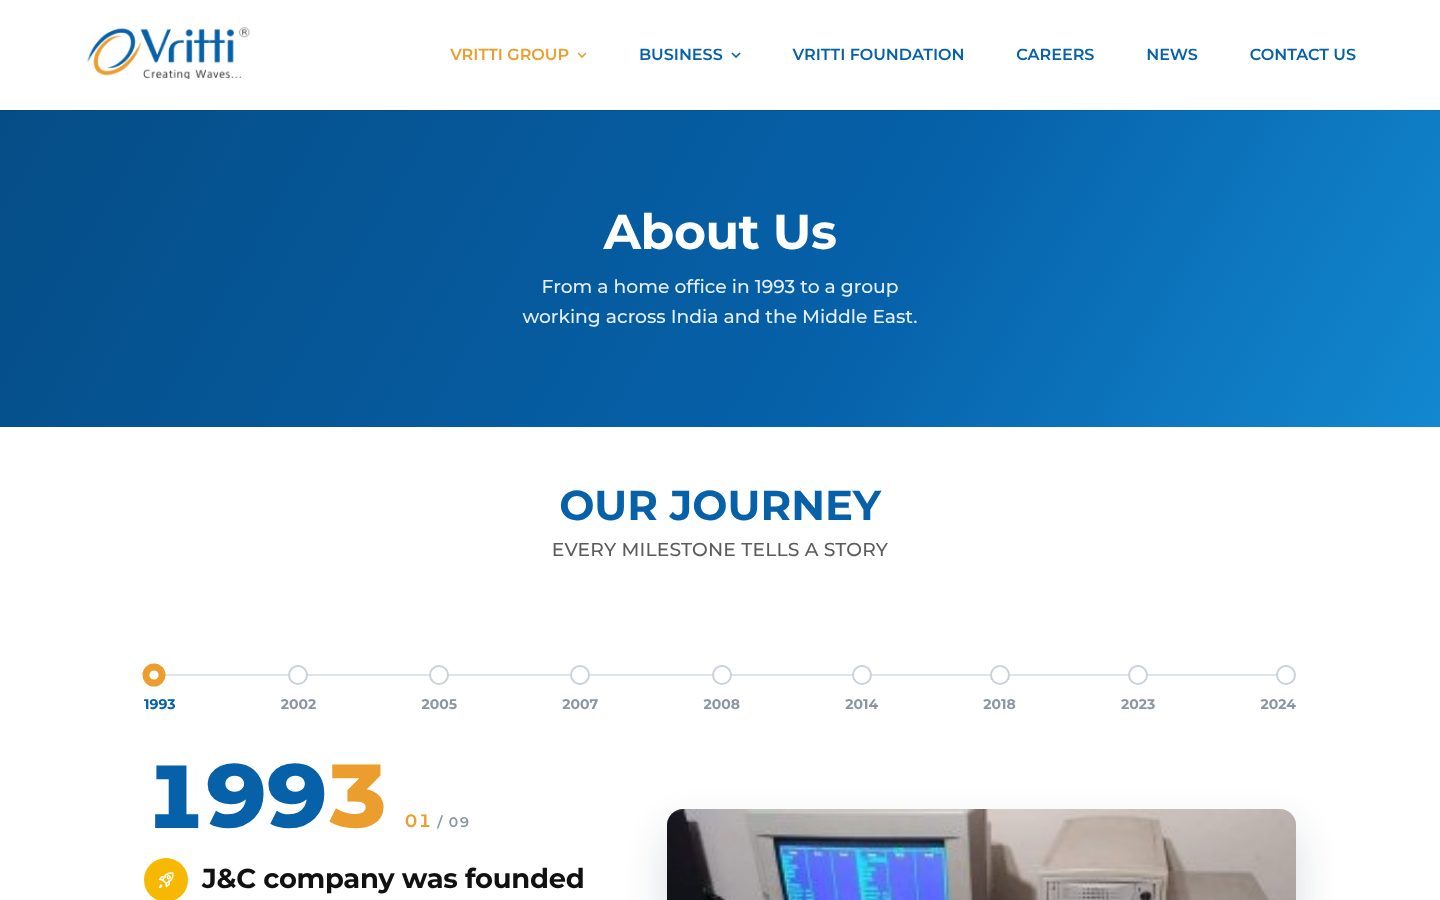 Vritti®
Creating Waves...
VRITTI GROUP
BUSINESS
VRITTI FOUNDATION
CAREERS
NEWS
CONTACT US
About Us
From a home office in 1993 to a group
working across India and the Middle East.
OUR JOURNEY
EVERY MILESTONE TELLS A STORY
1993
2002
2005
2007
2008
2014
2018
2023
2024
1993
01 / 09
J&C company was founded